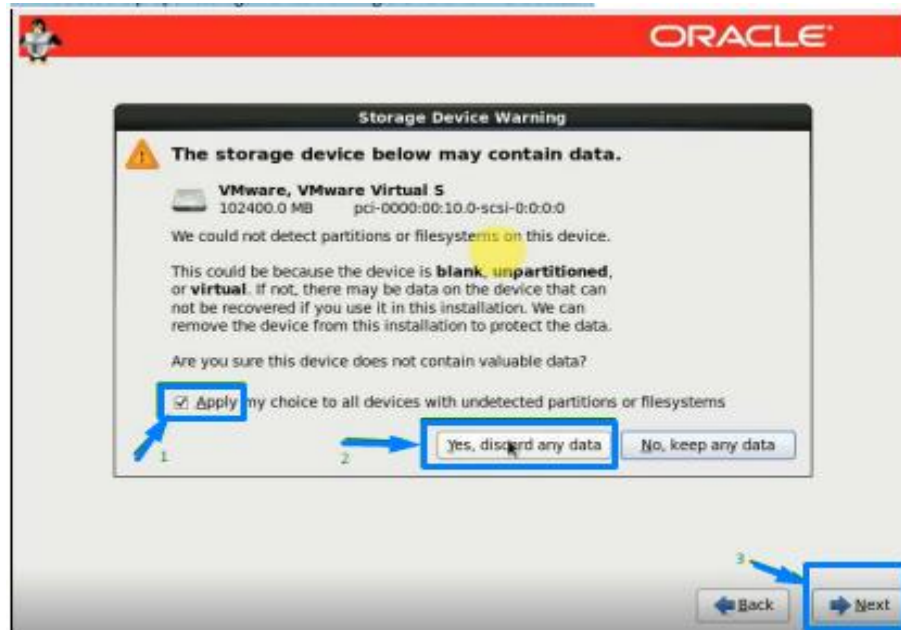 ORACLE
Storage Device Warning
The storage device below may contain data.
VMware, VMware Virtual S
102400.0 MB pci-0000:00:10.0-scsi-0:0:0:0
We could not detect partitions or filesystems on this device.
This could be because the device is blank, unpartitioned,
or virtual. If not, there may be data on the device that can
not be recovered if you use it in this installation. We can
remove the device from this installation to protect the data.
Are you sure this device does not contain valuable data?
Apply my choice to all devices with undetected partitions or filesystems
Yes, discard any data No, keep any data
1
2
3
Back Next